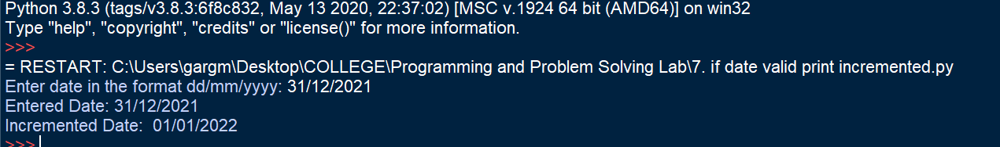 Python 3.8.3 (tags/v3.8.3:6f8c832, May 13 2020, 22:37:02) [MSC v.1924 64 bit (AMD64)] on win32
Type "help", "copyright", "credits" or "license()" for more information.
>>>
= RESTART: C:\Users\gargm\Desktop\COLLEGE\Programming and Problem Solving Lab\7. if date valid print incremented.py
Enter date in the format dd/mm/yyyy: 31/12/2021
Entered Date: 31/12/2021
Incremented Date:  01/01/2022
>>>